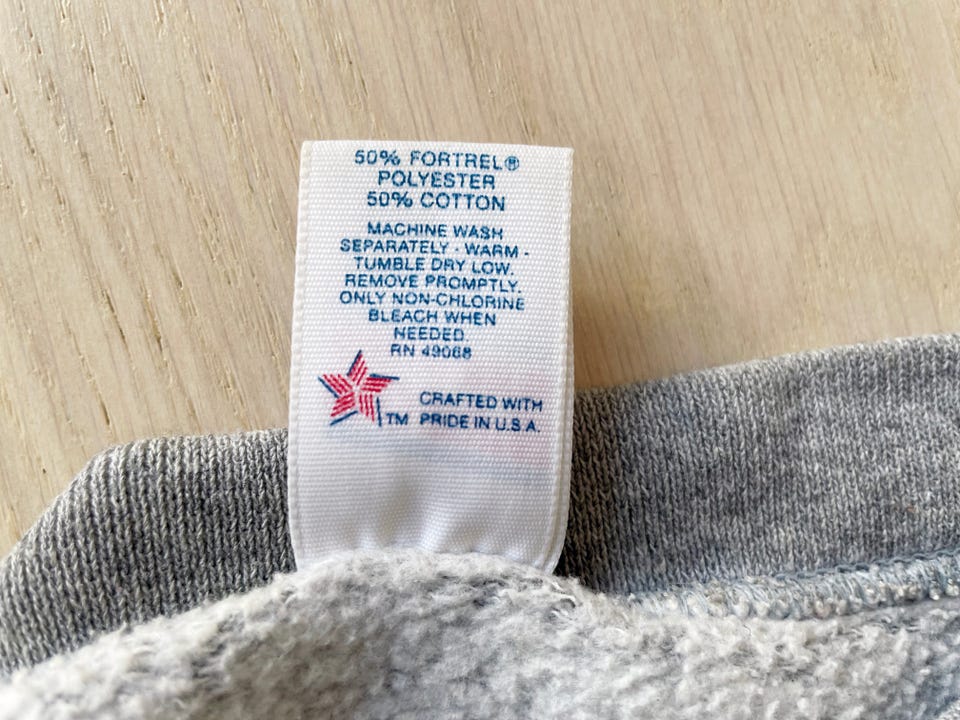 50% FORTREL®
POLYESTER
50% COTTON
MACHINE WASH
SEPARATELY - WARM -
TUMBLE DRY LOW.
REMOVE PROMPTLY.
ONLY NON-CHLORINE
BLEACH WHEN
NEEDED.
RN 49068
CRAFTED WITH
TM PRIDE IN U.S.A.